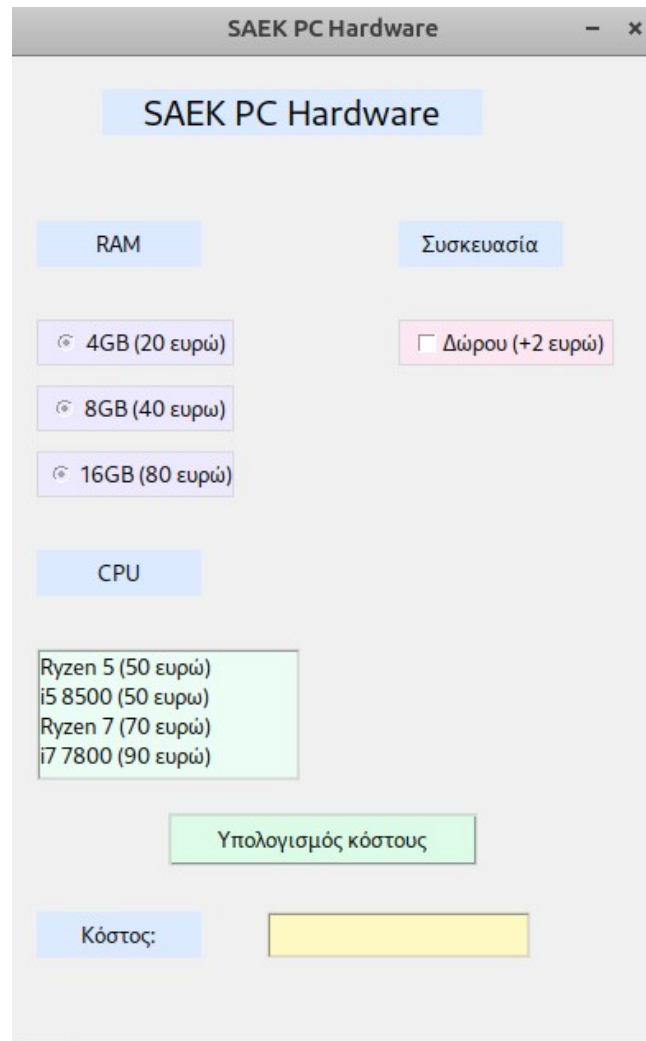 SAEK PC Hardware
SAEK PC Hardware
RAM
Συσκευασία
4GB (20 ευρώ)
Δώρου (+2 ευρώ)
8GB (40 ευρω)
16GB (80 ευρώ)
CPU
Ryzen 5 (50 ευρώ)
i5 8500 (50 ευρω)
Ryzen 7 (70 ευρώ)
i7 7800 (90 ευρώ)
Υπολογισμός κόστους
Κόστος: